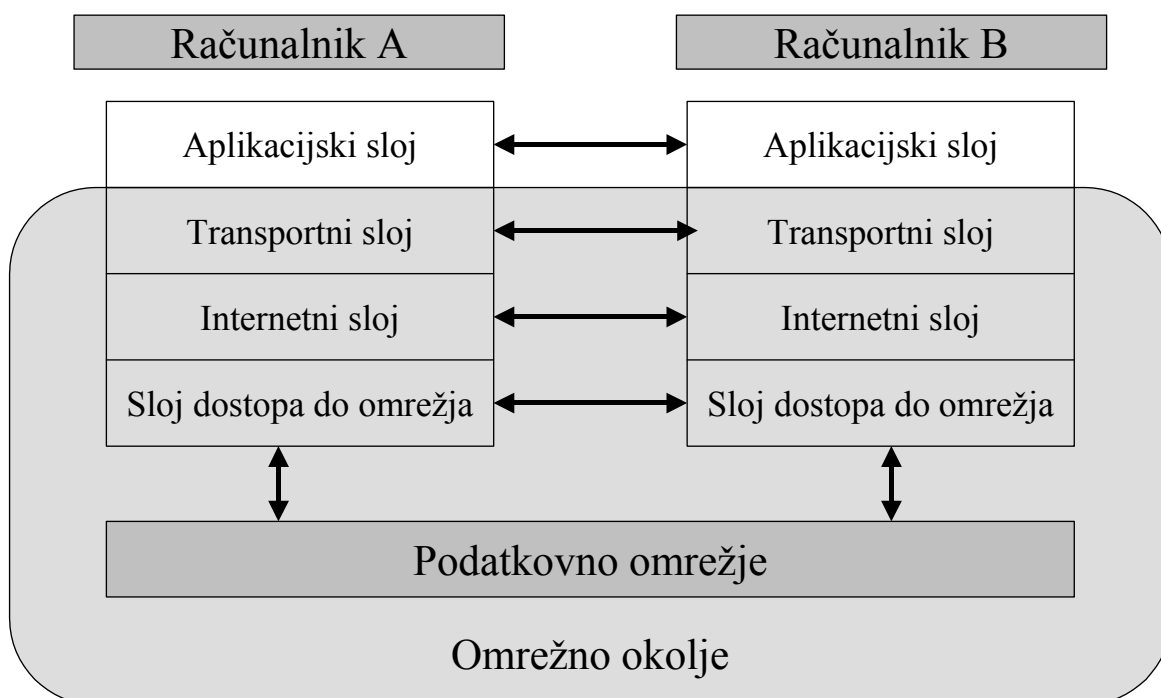 Računalnik A
Računalnik B
Aplikacijski sloj
Aplikacijski sloj
Transportni sloj
Transportni sloj
Internetni sloj
Internetni sloj
Sloj dostopa do omrežja
Sloj dostopa do omrežja
Podatkovno omrežje
Omrežno okolje